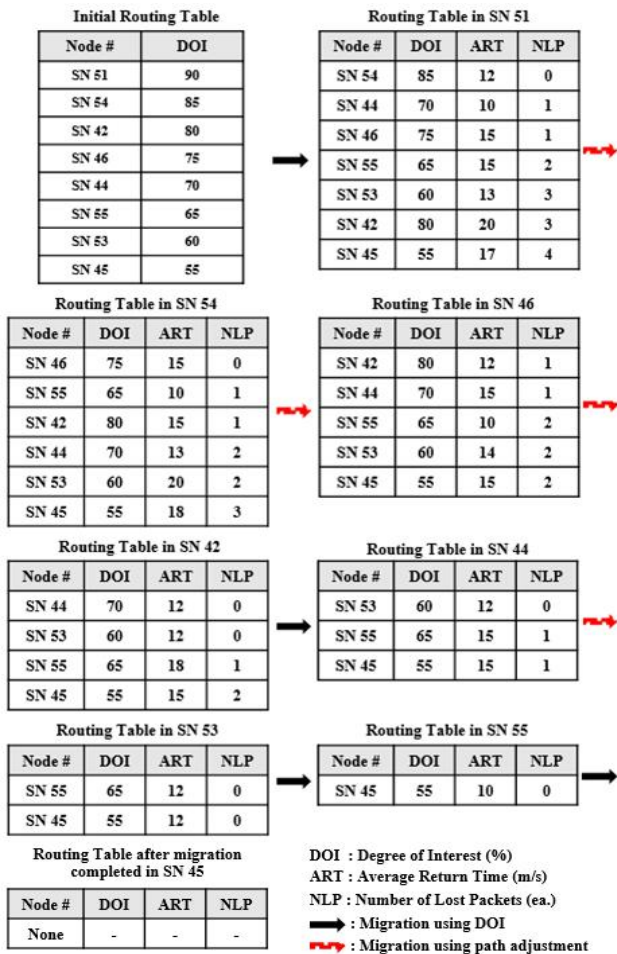 Initial Routing Table
Node # DOI
SN 51 90
SN 54 85
SN 42 80
SN 46 75
SN 44 70
SN 55 65
SN 53 60
SN 45 55
Routing Table in SN 51
Node # DOI ART NLP
SN 54 85 12 0
SN 44 70 10 1
SN 46 75 15 1
SN 55 65 15 2
SN 53 60 13 3
SN 42 80 20 3
SN 45 55 17 4
Routing Table in SN 54
Node # DOI ART NLP
SN 46 75 15 0
SN 55 65 10 1
SN 42 80 15 1
SN 44 70 13 2
SN 53 60 20 2
SN 45 55 18 3
Routing Table in SN 46
Node # DOI ART NLP
SN 42 80 12 1
SN 44 70 15 1
SN 55 65 10 2
SN 53 60 14 2
SN 45 55 15 2
Routing Table in SN 42
Node # DOI ART NLP
SN 44 70 12 0
SN 53 60 12 0
SN 55 65 18 1
SN 45 55 15 2
Routing Table in SN 44
Node # DOI ART NLP
SN 53 60 12 0
SN 55 65 15 1
SN 45 55 15 1
Routing Table in SN 53
Node # DOI ART NLP
SN 55 65 12 0
SN 45 55 12 0
Routing Table in SN 55
Node # DOI ART NLP
SN 45 55 10 0
Routing Table after migration
completed in SN 45
Node # DOI ART NLP
None - - -
DOI : Degree of Interest (%)
ART : Average Return Time (m/s)
NLP : Number of Lost Packets (ea.)
: Migration using DOI
: Migration using path adjustment